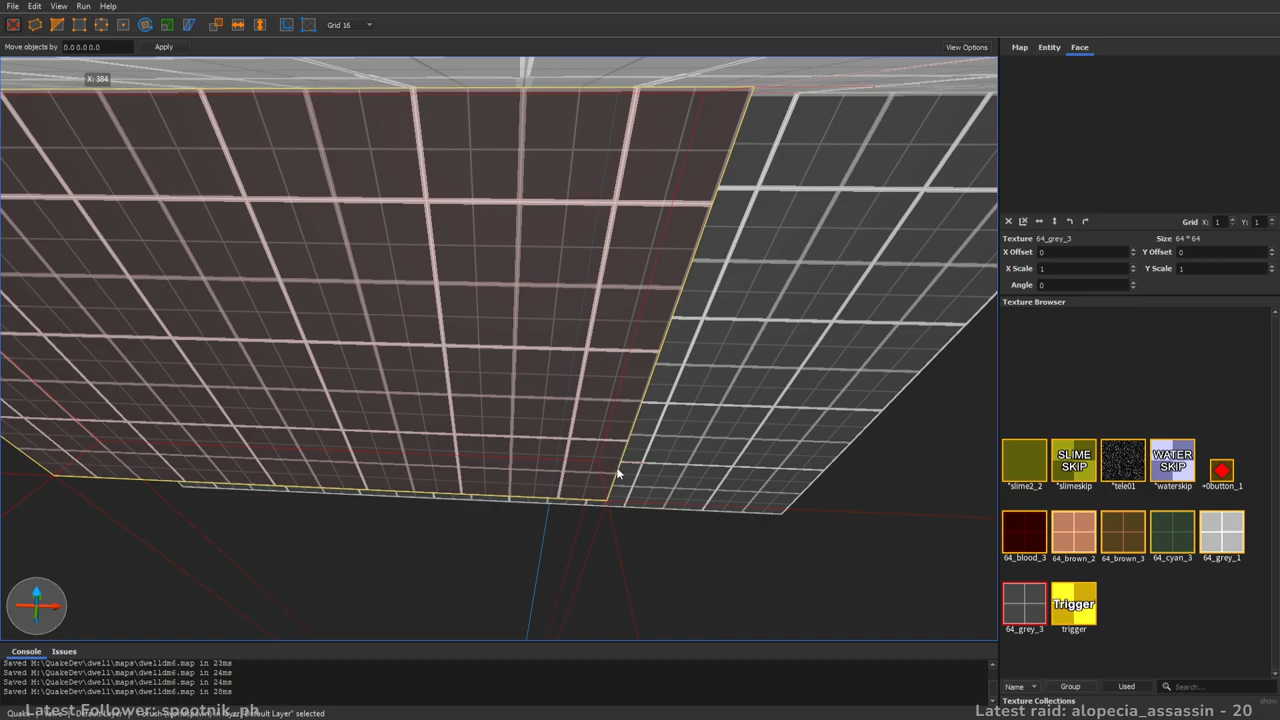 File Edit View Run Help
Grid 16
Move objects by 0.0 0.0 0.0 Apply View Options
Map Entity Face
X: 384
Grid X: 1 Y: 1
Texture 64_grey_3 Size 64 * 64
X Offset 0 Y Offset 0
X Scale 1 Y Scale 1
Angle 0
Texture Browser
SLIME SKIP WATER SKIP
*slime2_2 *slimeskip *tele01 *waterskip +0button_1
64_blood_3 64_brown_2 64_brown_3 64_cyan_3 64_grey_1
Trigger
64_grey_3 trigger
Console Issues
Saved M:\QuakeDev\dwell\maps\dwelldm6.map in 23ms
Saved M:\QuakeDev\dwell\maps\dwelldm6.map in 24ms
Saved M:\QuakeDev\dwell\maps\dwelldm6.map in 24ms
Saved M:\QuakeDev\dwell\maps\dwelldm6.map in 28ms
Name Group Used Search...
Texture Collections show
Latest Follower: spootnik_ph
Latest raid: alopecia_assassin - 20
selected